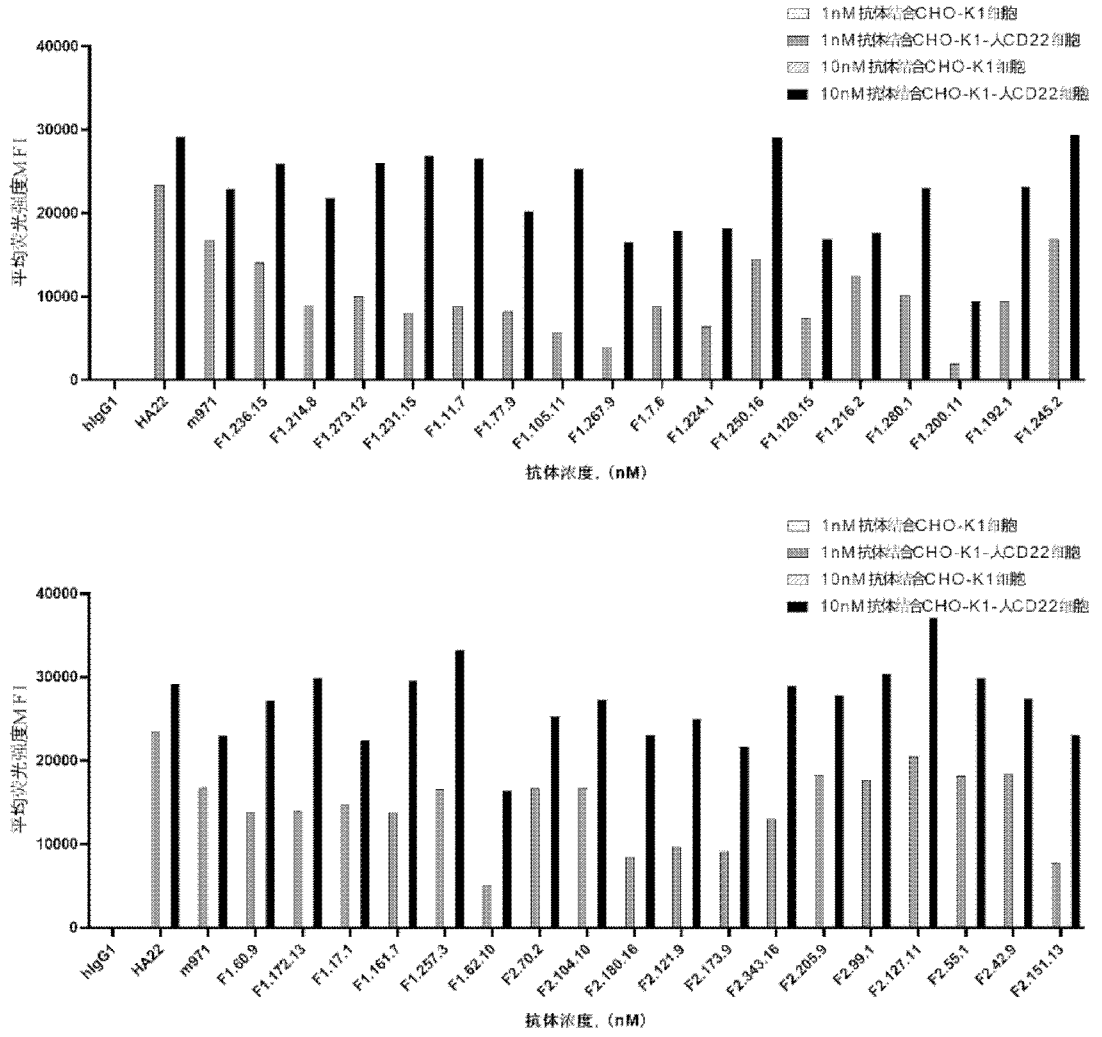 1nM抗体结合CHO-K1细胞
1nM抗体结合CHO-K1-人CD22细胞
10nM抗体结合CHO-K1细胞
10nM抗体结合CHO-K1-人CD22细胞
平均荧光强度MFI
40000
30000
20000
10000
0
hIgG1
HA22
m971
F1.236.15
F1.214.8
F1.273.12
F1.231.15
F1.11.7
F1.77.9
F1.105.11
F1.267.9
F1.7.6
F1.224.1
F1.250.16
F1.120.15
F1.216.2
F1.280.1
F1.200.11
F1.192.1
F1.245.2
抗体浓度, (nM)
1nM抗体结合CHO-K1细胞
1nM抗体结合CHO-K1-人CD22细胞
10nM抗体结合CHO-K1细胞
10nM抗体结合CHO-K1-人CD22细胞
平均荧光强度MFI
40000
30000
20000
10000
0
hIgG1
HA22
m971
F1.60.9
F1.172.13
F1.17.1
F1.161.7
F1.257.3
F1.62.10
F2.70.2
F2.104.10
F2.180.16
F2.121.9
F2.173.9
F2.343.16
F2.205.9
F2.99.1
F2.127.11
F2.55.1
F2.42.9
F2.151.13
抗体浓度, (nM)